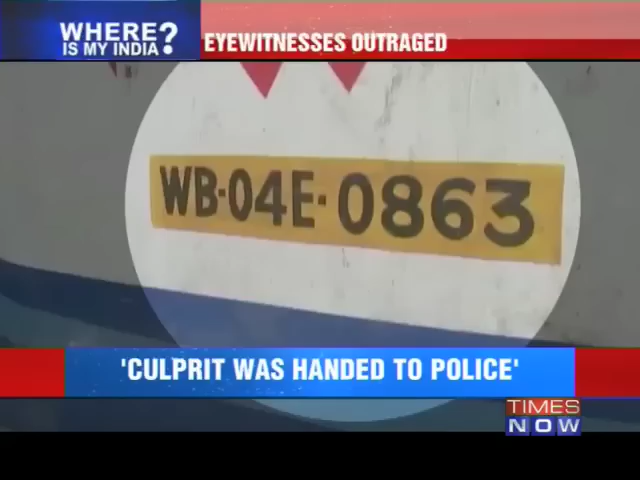 WHERE?
IS MY INDIA
EYEWITNESSES OUTRAGED
WB-04E-0863
'CULPRIT WAS HANDED TO POLICE'
TIMES
NOW